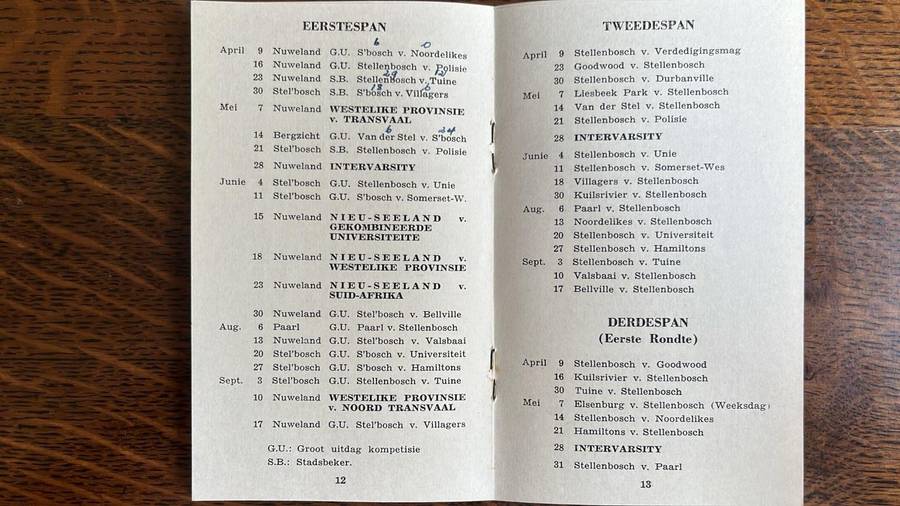 EERSTESPAN
6 0
April 9 Nuweland G.U. S'bosch v. Noordelikes
16 Nuweland G.U. Stellenbosch v. Polisie
29 12
23 Nuweland S.B. Stellenbosch v. Tuine
18 6
30 Stel'bosch S.B. S'bosch v. Villagers
Mei 7 Nuweland WESTELIKE PROVINSIE
v. TRANSVAAL
6 34
14 Bergzicht G.U. Van der Stel v. S'bosch
21 Stel'bosch S.B. Stellenbosch v. Polisie
28 Nuweland INTERVARSITY
Junie 4 Stel'bosch G.U. Stellenbosch v. Unie
11 Stel'bosch G.U. S'bosch v. Somerset-W.
15 Nuweland NIEU-SEELAND v.
GEKOMBINEERDE
UNIVERSITEITE
18 Nuweland NIEU-SEELAND v.
WESTELIKE PROVINSIE
23 Nuweland NIEU-SEELAND v.
SUID-AFRIKA
30 Nuweland G.U. Stel'bosch v. Bellville
Aug. 6 Paarl G.U. Paarl v. Stellenbosch
13 Nuweland G.U. Stel'bosch v. Valsbaai
20 Stel'bosch G.U. S'bosch v. Universiteit
27 Stel'bosch G.U. S'bosch v. Hamiltons
Sept. 3 Stel'bosch G.U. Stellenbosch v. Tuine
10 Nuweland WESTELIKE PROVINSIE
v. NOORD TRANSVAAL
17 Nuweland G.U. Stel'bosch v. Villagers
G.U.: Groot uitdag kompetisie
S.B.: Stadsbeker.
12
TWEEDESPAN
April 9 Stellenbosch v. Verdedigingsmag
23 Goodwood v. Stellenbosch
30 Stellenbosch v. Durbanville
Mei 7 Liesbeek Park v. Stellenbosch
14 Van der Stel v. Stellenbosch
21 Stellenbosch v. Polisie
28 INTERVARSITY
Junie 4 Stellenbosch v. Unie
11 Stellenbosch v. Somerset-Wes
18 Villagers v. Stellenbosch
30 Kuilsrivier v. Stellenbosch
Aug. 6 Paarl v. Stellenbosch
13 Noordelikes v. Stellenbosch
20 Stellenbosch v. Universiteit
27 Stellenbosch v. Hamiltons
Sept. 3 Stellenbosch v. Tuine
10 Valsbaai v. Stellenbosch
17 Bellville v. Stellenbosch
DERDESPAN
(Eerste Rondte)
April 9 Stellenbosch v. Goodwood
16 Kuilsrivier v. Stellenbosch
30 Tuine v. Stellenbosch
Mei 7 Elsenburg v. Stellenbosch (Weeksdag)
14 Stellenbosch v. Noordelikes
21 Hamiltons v. Stellenbosch
28 INTERVARSITY
31 Stellenbosch v. Paarl
13